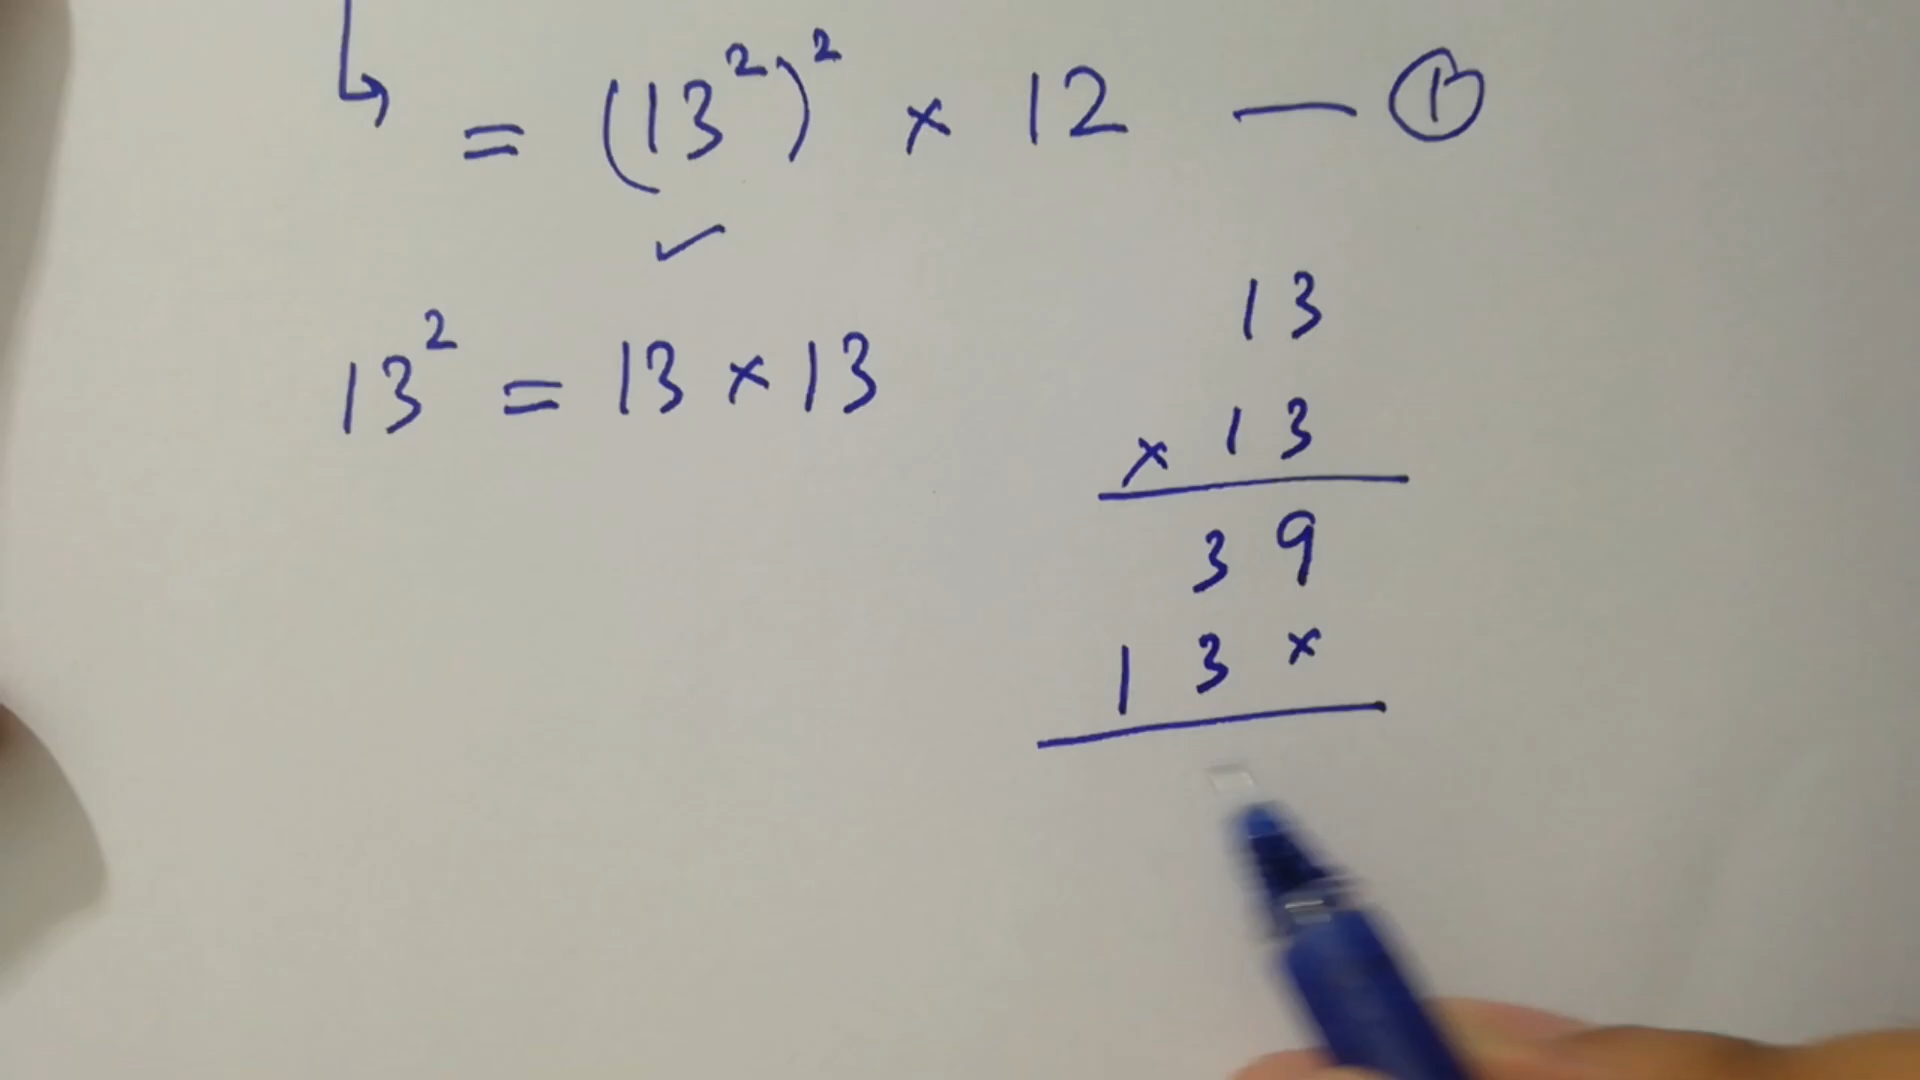 = (13²)² × 12 — ①
13² = 13 × 13
13
× 13
39
13×